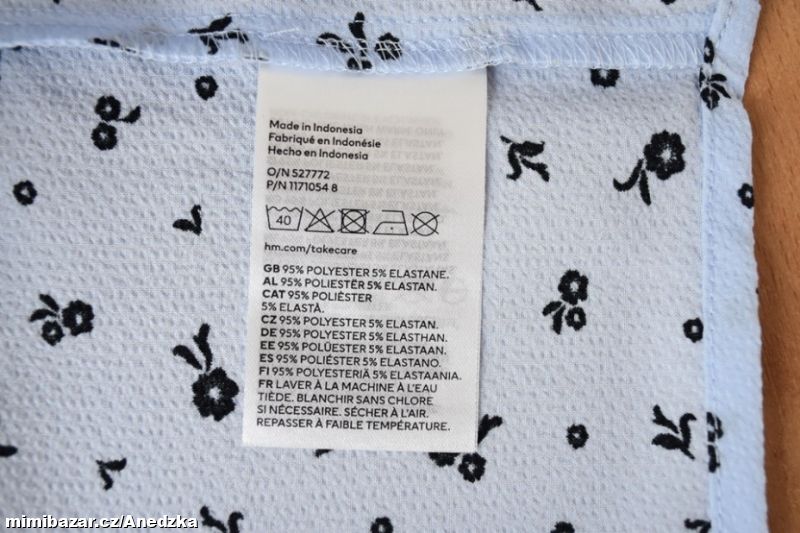 Made in Indonesia
Fabriqué en Indonésie
Hecho en Indonesia
O/N 527772
P/N 1171054 8
40
hm.com/takecare
GB 95% POLYESTER 5% ELASTANE.
AL 95% POLIESTËR 5% ELASTAN.
CAT 95% POLIÈSTER
5% ELASTÀ.
CZ 95% POLYESTER 5% ELASTAN.
DE 95% POLYESTER 5% ELASTHAN.
EE 95% POLÜESTER 5% ELASTAAN.
ES 95% POLIÉSTER 5% ELASTANO.
FI 95% POLYESTERIÄ 5% ELASTAANIA.
FR LAVER À LA MACHINE À L'EAU
TIÈDE. BLANCHIR SANS CHLORE
SI NÉCESSAIRE. SÉCHER À L'AIR.
REPASSER À FAIBLE TEMPÉRATURE.
mimibazar.cz/Anedzka